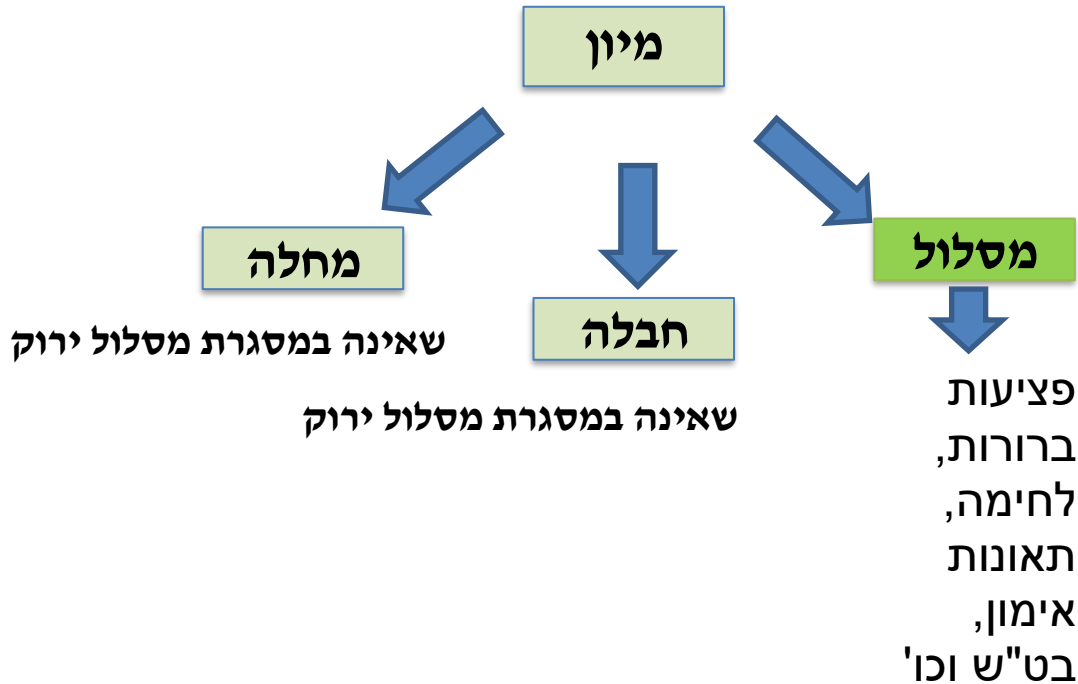 מיון
מסלול
מחלה
חבלה
שאינה במסגרת מסלול ירוק
שאינה במסגרת מסלול ירוק
פציעות
ברורות,
לחימה,
תאונות
אימון,
בט"ש וכו'